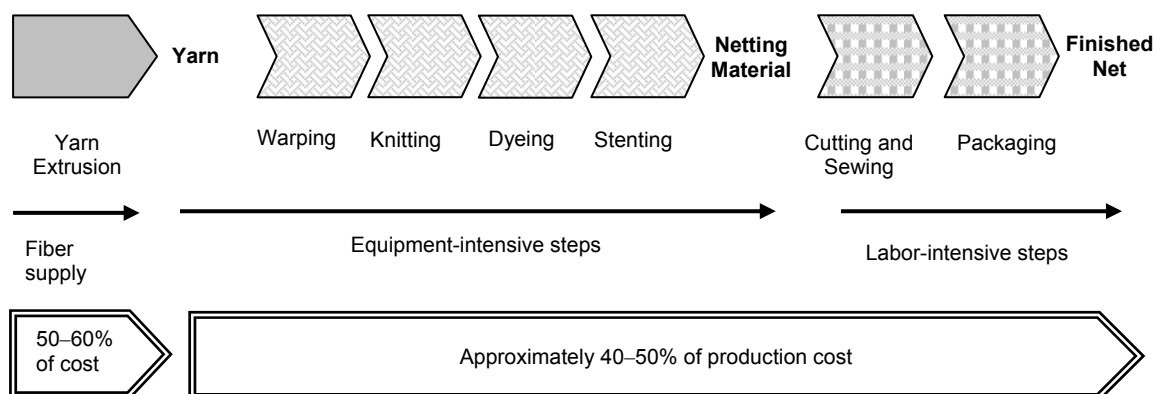 Yarn
Netting
Material
Finished
Net
Yarn
Extrusion
Warping
Knitting
Dyeing
Stenting
Cutting and
Sewing
Packaging
Fiber
supply
Equipment-intensive steps
Labor-intensive steps
50–60%
of cost
Approximately 40–50% of production cost